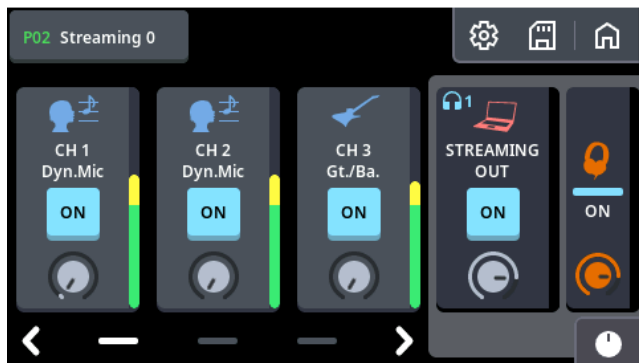 P02 Streaming 0
CH 1
Dyn.Mic
ON
CH 2
Dyn.Mic
ON
CH 3
Gt./Ba.
ON
1
STREAMING
OUT
ON
ON